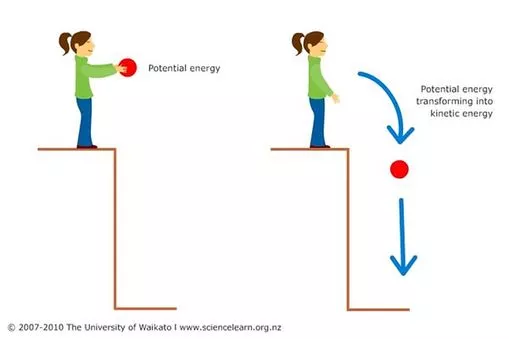 Potential energy
Potential energy
transforming into
kinetic energy
© 2007-2010 The University of Waikato l www.sciencelearn.org.nz